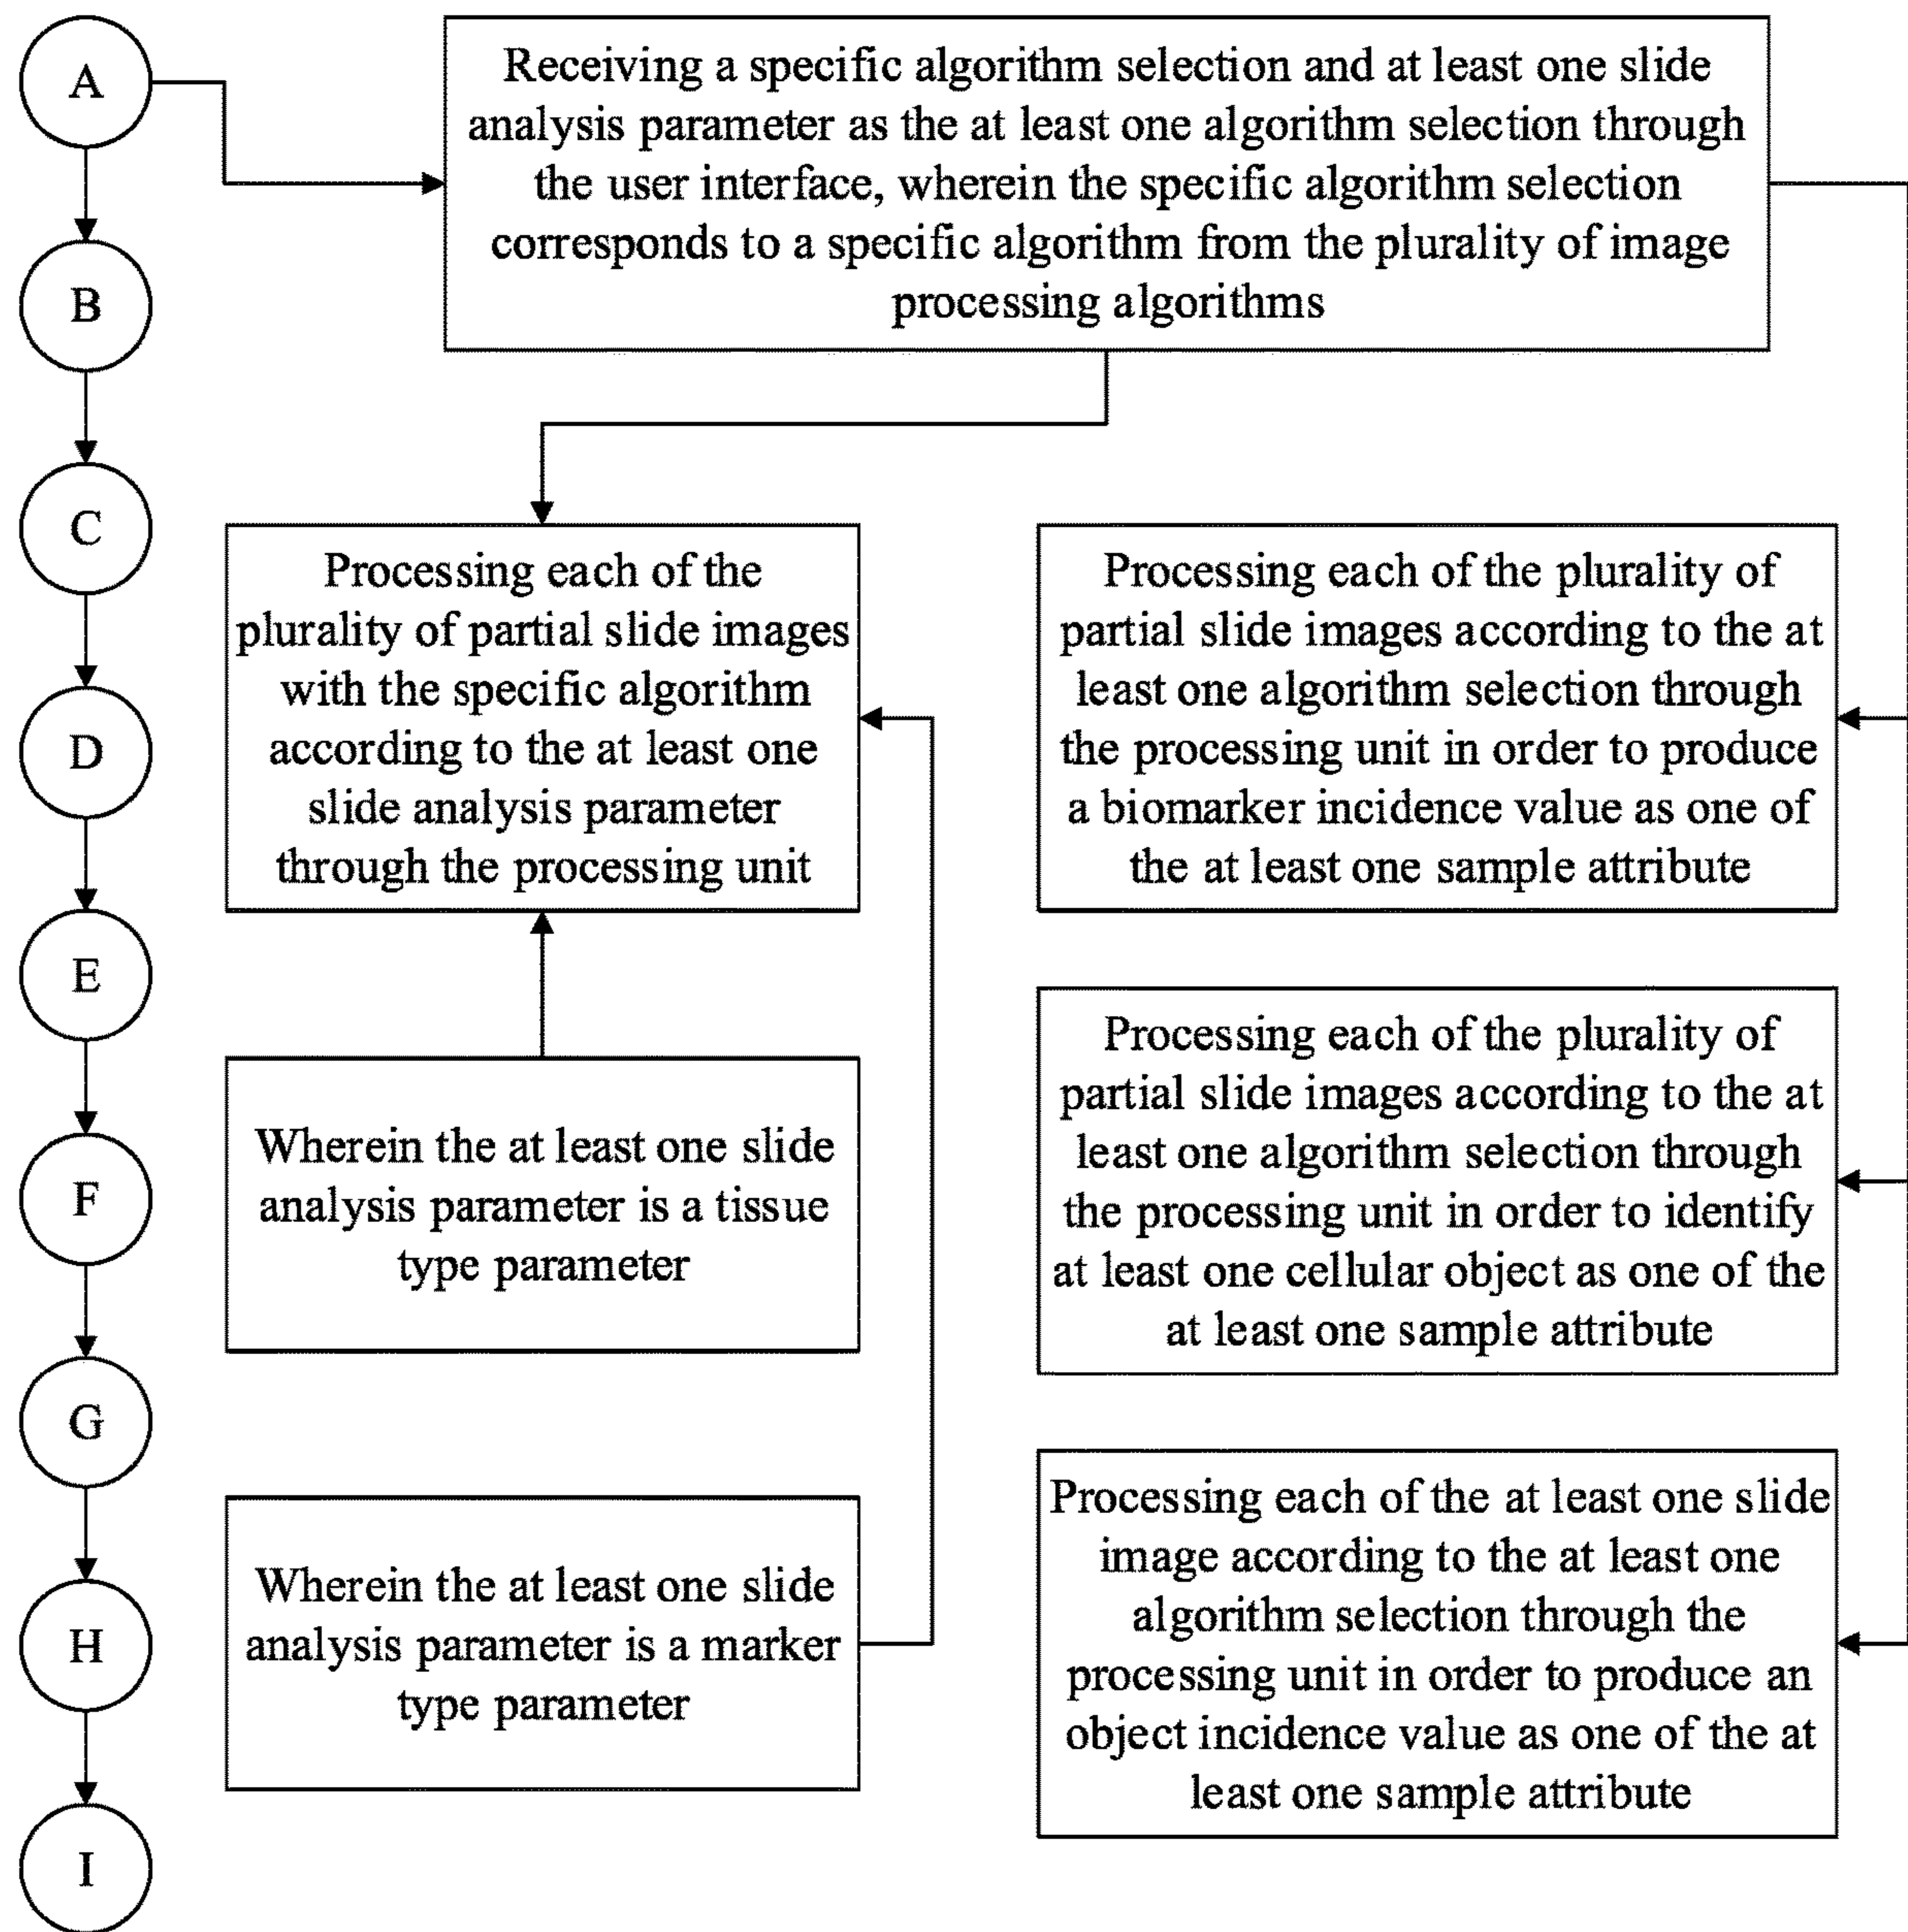 A
B
C
D
E
F
G
H
I
Receiving a specific algorithm selection and at least one slide
analysis parameter as the at least one algorithm selection through
the user interface, wherein the specific algorithm selection
corresponds to a specific algorithm from the plurality of image
processing algorithms
Processing each of the
plurality of partial slide images
with the specific algorithm
according to the at least one
slide analysis parameter
through the processing unit
Wherein the at least one slide
analysis parameter is a tissue
type parameter
Wherein the at least one slide
analysis parameter is a marker
type parameter
Processing each of the plurality of
partial slide images according to the at
least one algorithm selection through
the processing unit in order to produce
a biomarker incidence value as one of
the at least one sample attribute
Processing each of the plurality of
partial slide images according to the at
least one algorithm selection through
the processing unit in order to identify
at least one cellular object as one of the
at least one sample attribute
Processing each of the at least one slide
image according to the at least one
algorithm selection through the
processing unit in order to produce an
object incidence value as one of the at
least one sample attribute